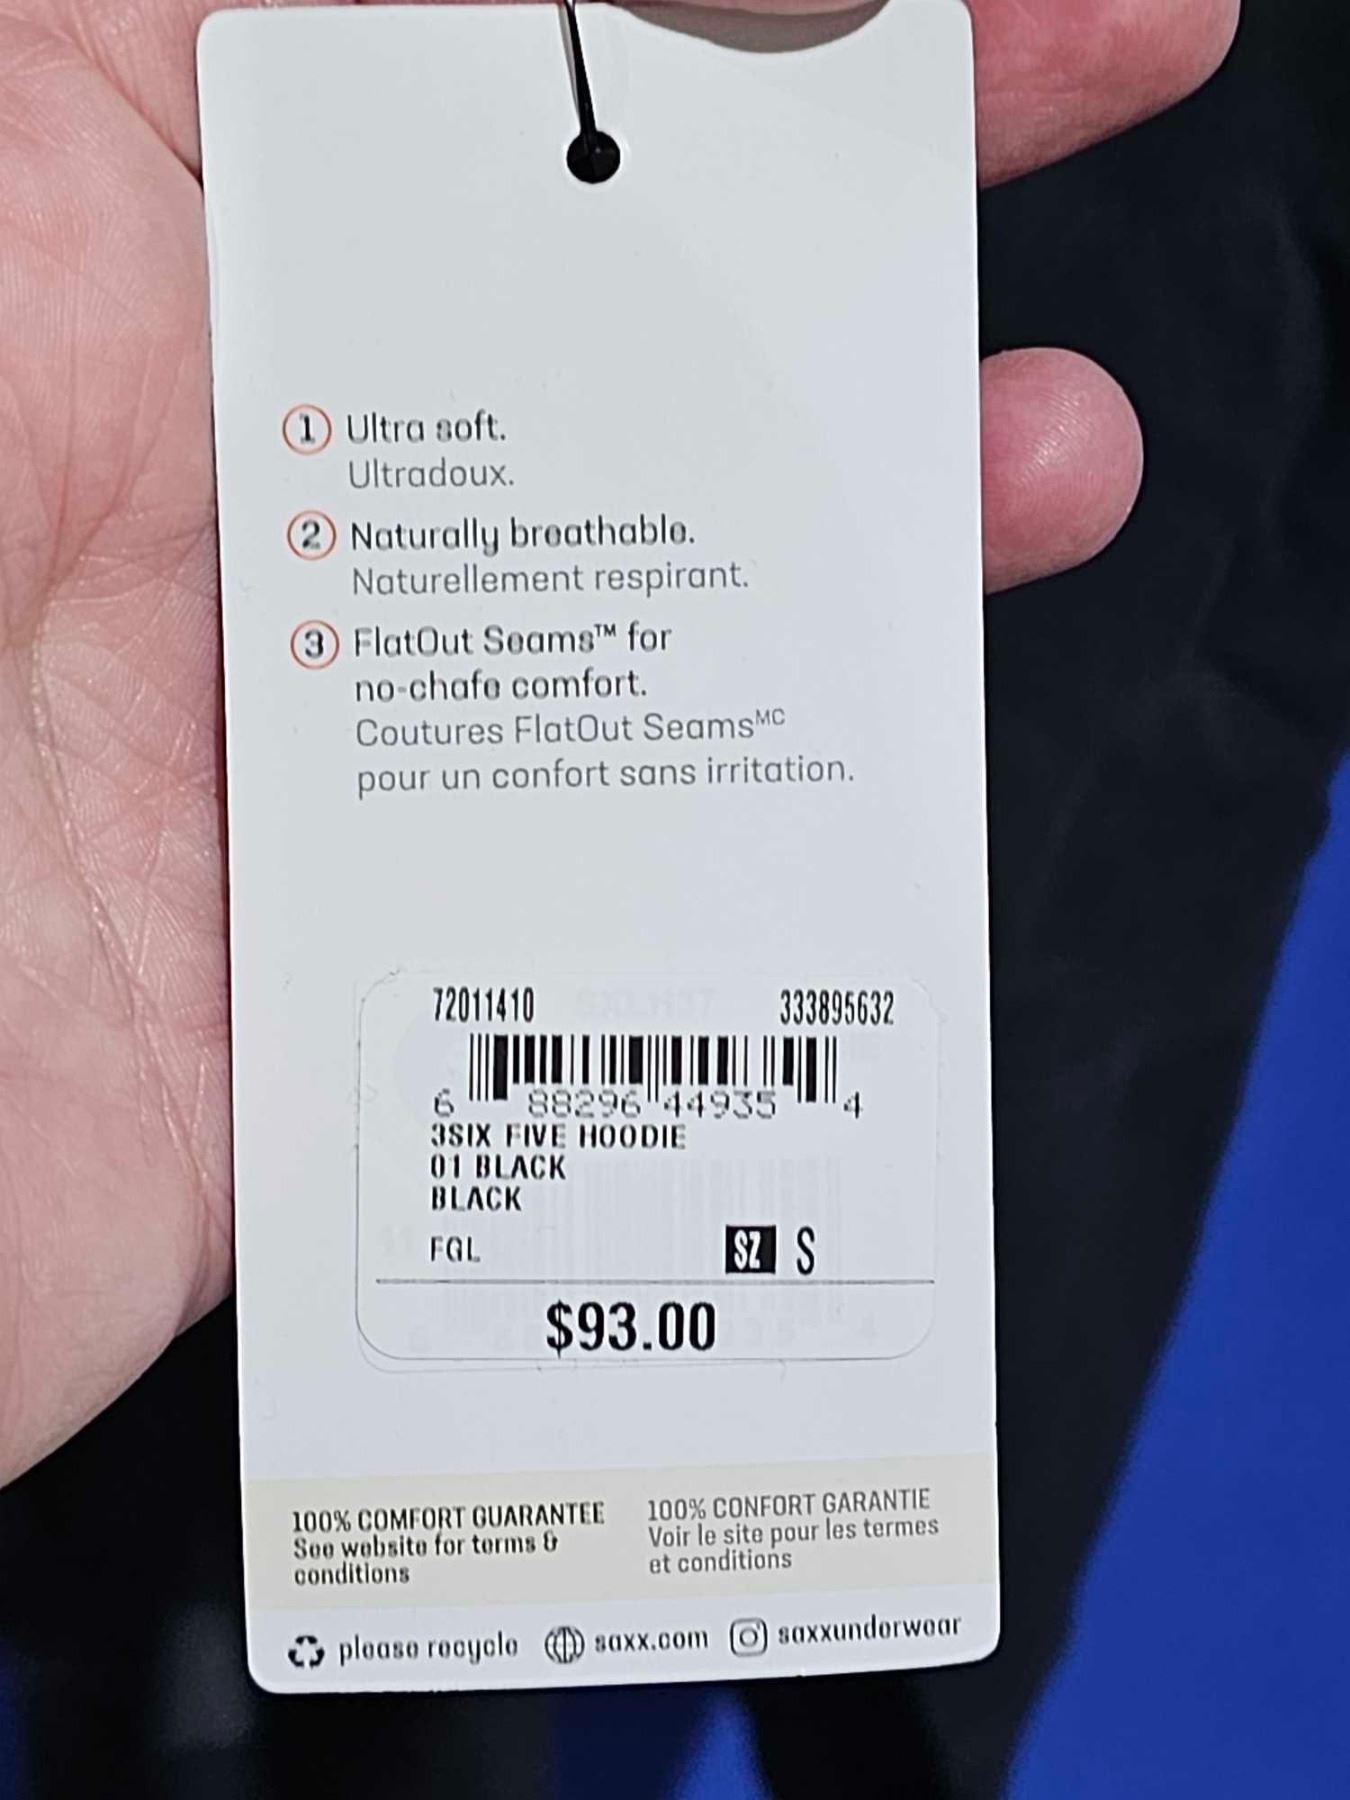 1 Ultra soft.
Ultradoux.
2 Naturally breathable.
Naturellement respirant.
3 FlatOut Seams™ for
no-chafe comfort.
Coutures FlatOut Seams MC
pour un confort sans irritation.
72011410 333895632
6 88296 44935 4
3SIX FIVE HOODIE
01 BLACK
BLACK
FGL SZ S
$93.00
100% COMFORT GUARANTEE
See website for terms &
conditions
100% CONFORT GARANTIE
Voir le site pour les termes
et conditions
please recycle saxx.com saxxunderwear